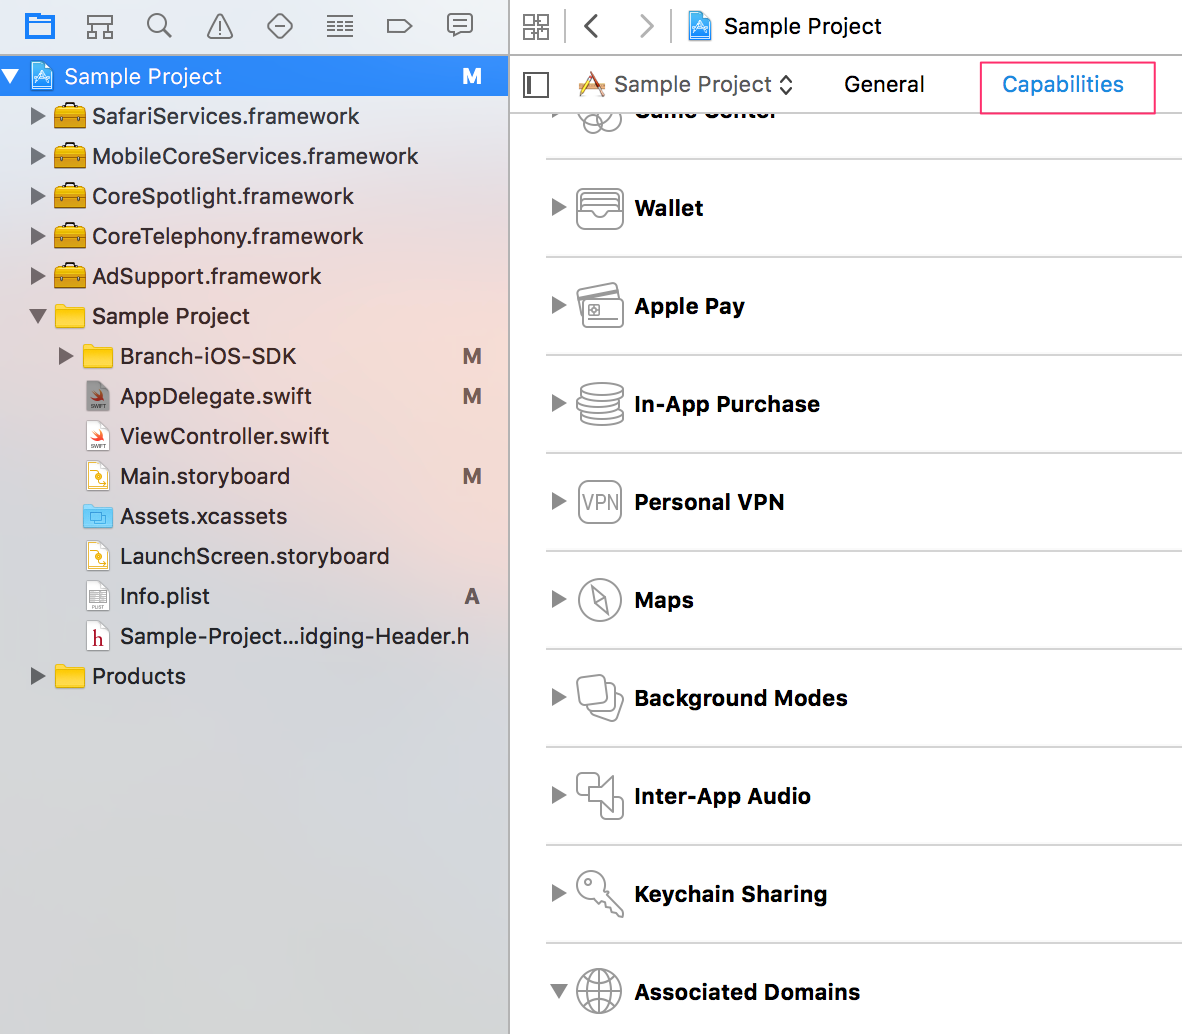 Sample Project M
SafariServices.framework
MobileCoreServices.framework
CoreSpotlight.framework
CoreTelephony.framework
AdSupport.framework
Sample Project
Branch-iOS-SDK M
AppDelegate.swift M
ViewController.swift
Main.storyboard M
Assets.xcassets
LaunchScreen.storyboard
Info.plist A
Sample-Project...idging-Header.h
Products
Sample Project
Sample Project General Capabilities
Game Center
Wallet
Apple Pay
In-App Purchase
VPN Personal VPN
Maps
Background Modes
Inter-App Audio
Keychain Sharing
Associated Domains